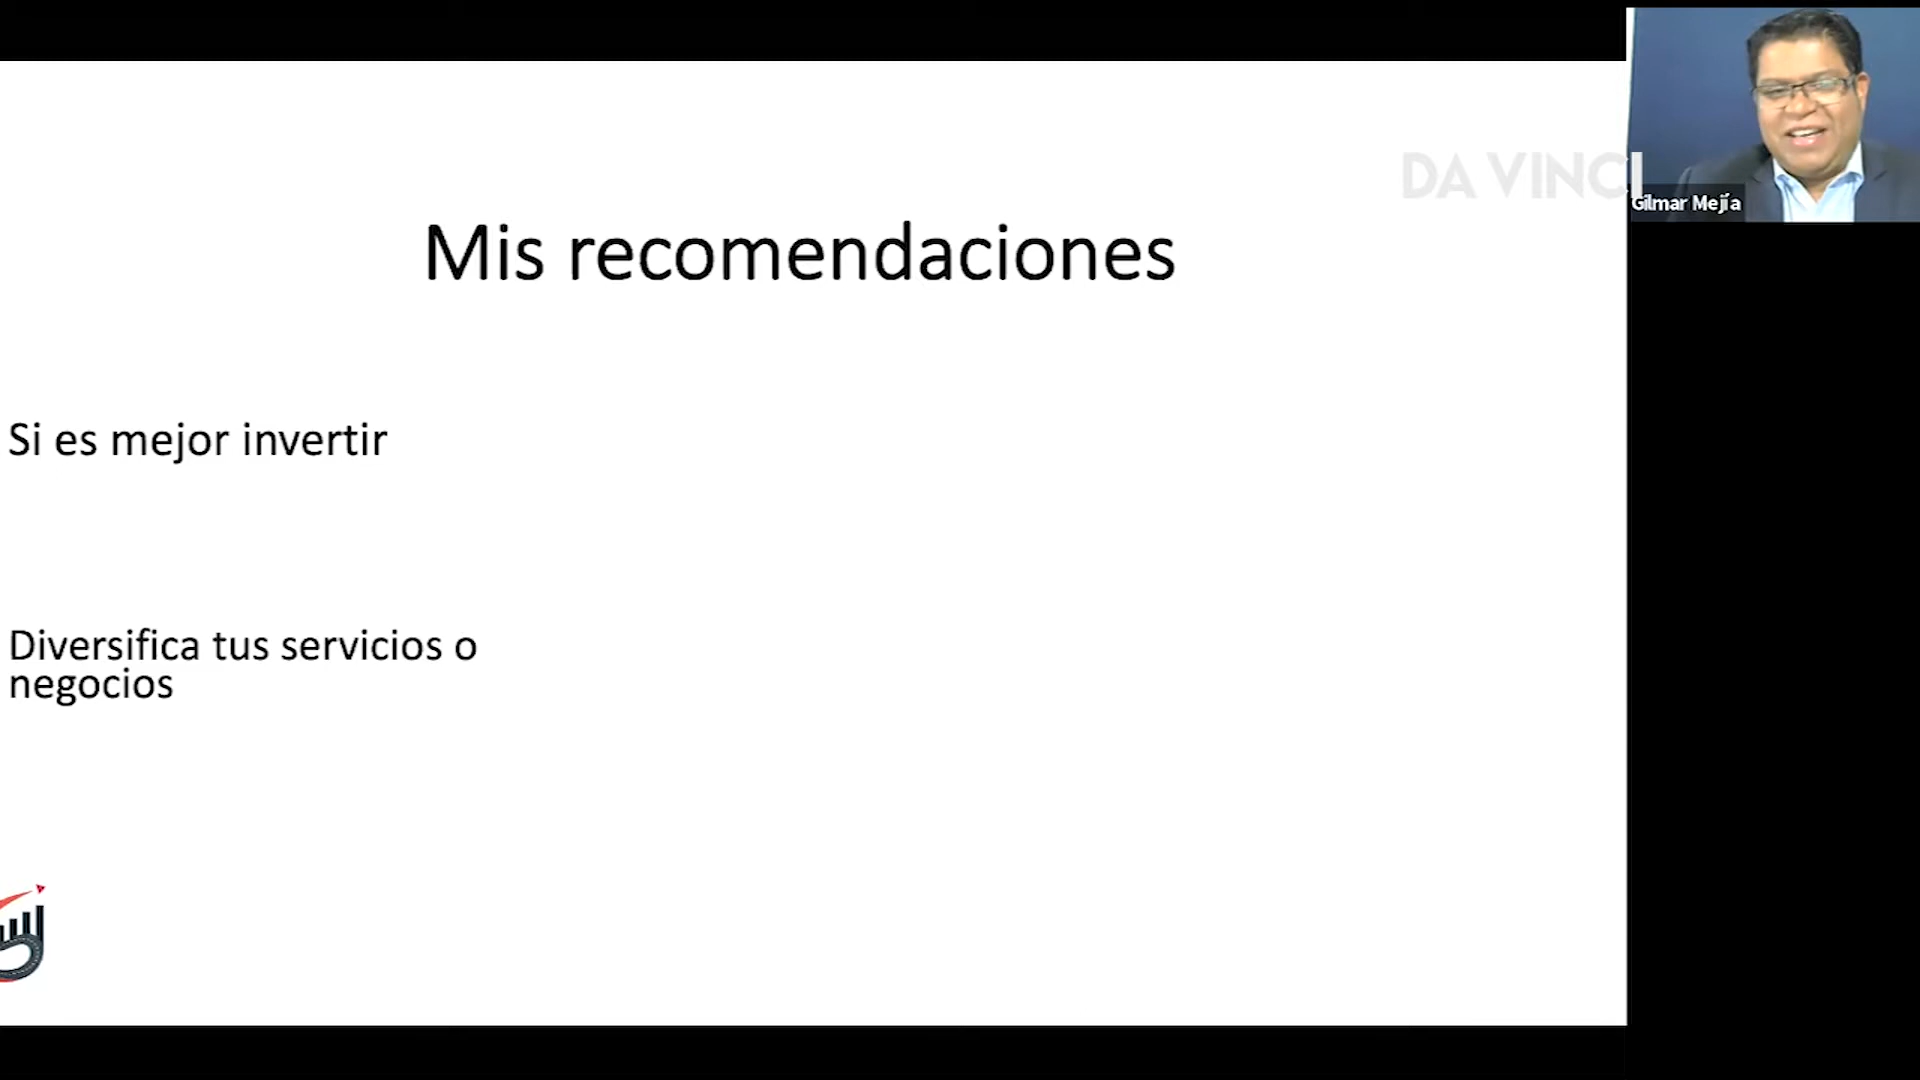 DA VINCI
Gilmar Mejía
Mis recomendaciones
Si es mejor invertir
Diversifica tus servicios o
negocios